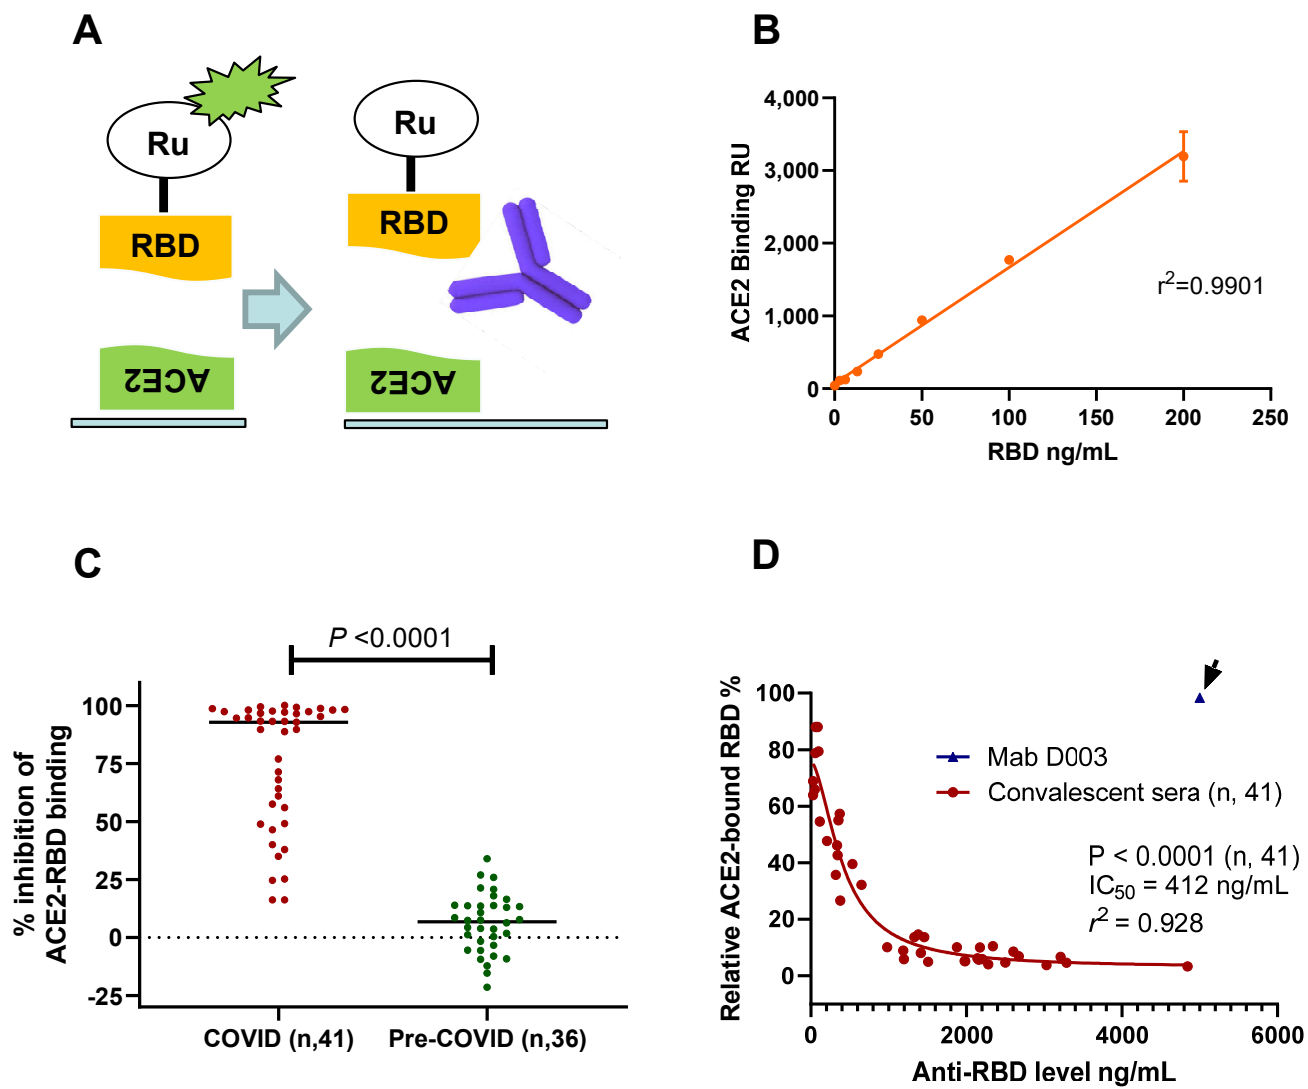 A
Ru
RBD
ACE2
Ru
RBD
ACE2
B
4,000
3,000
2,000
1,000
0
ACE2 Binding RU
r²=0.9901
0
50
100
150
200
250
RBD ng/mL
C
P <0.0001
100
75
50
25
0
-25
% inhibition of
ACE2-RBD binding
COVID (n,41)
Pre-COVID (n,36)
D
100
80
60
40
20
0
Relative ACE2-bound RBD %
Mab D003
Convalescent sera (n, 41)
P < 0.0001 (n, 41)
IC₅₀ = 412 ng/mL
r² = 0.928
0
2000
4000
6000
Anti-RBD level ng/mL